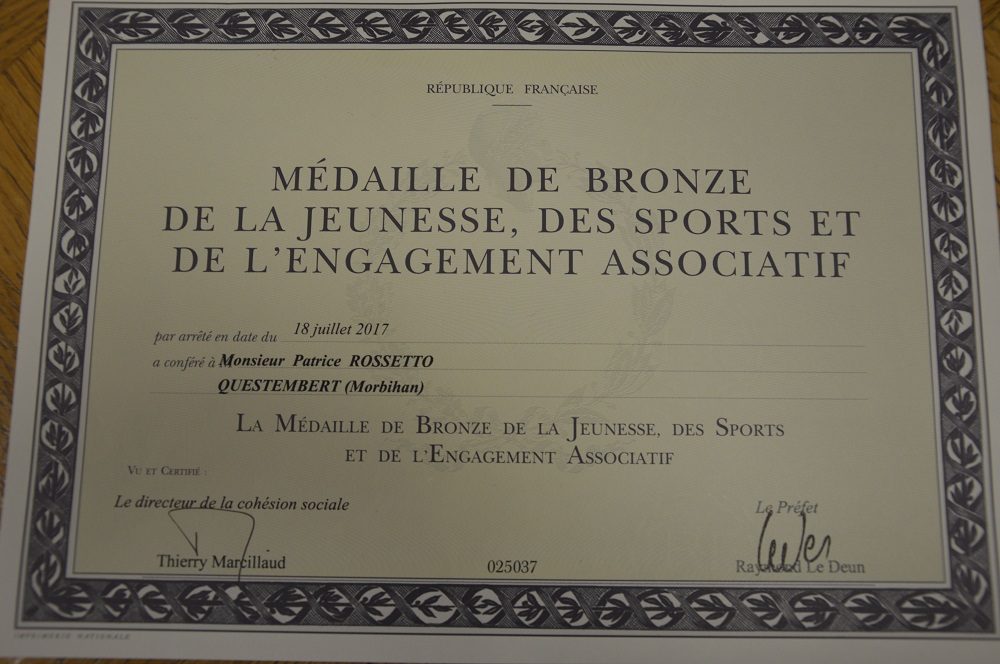 RÉPUBLIQUE FRANÇAISE
MÉDAILLE DE BRONZE
DE LA JEUNESSE, DES SPORTS ET
DE L'ENGAGEMENT ASSOCIATIF
par arrêté en date du 18 juillet 2017
a conféré à Monsieur Patrice ROSSETTO
QUESTEMBERT (Morbihan)
LA MÉDAILLE DE BRONZE DE LA JEUNESSE, DES SPORTS
ET DE L'ENGAGEMENT ASSOCIATIF
VU ET CERTIFIÉ :
Le directeur de la cohésion sociale Le Préfet
Thierry Marcillaud 025037 Raymond Le Deun
IMPRIMERIE NATIONALE